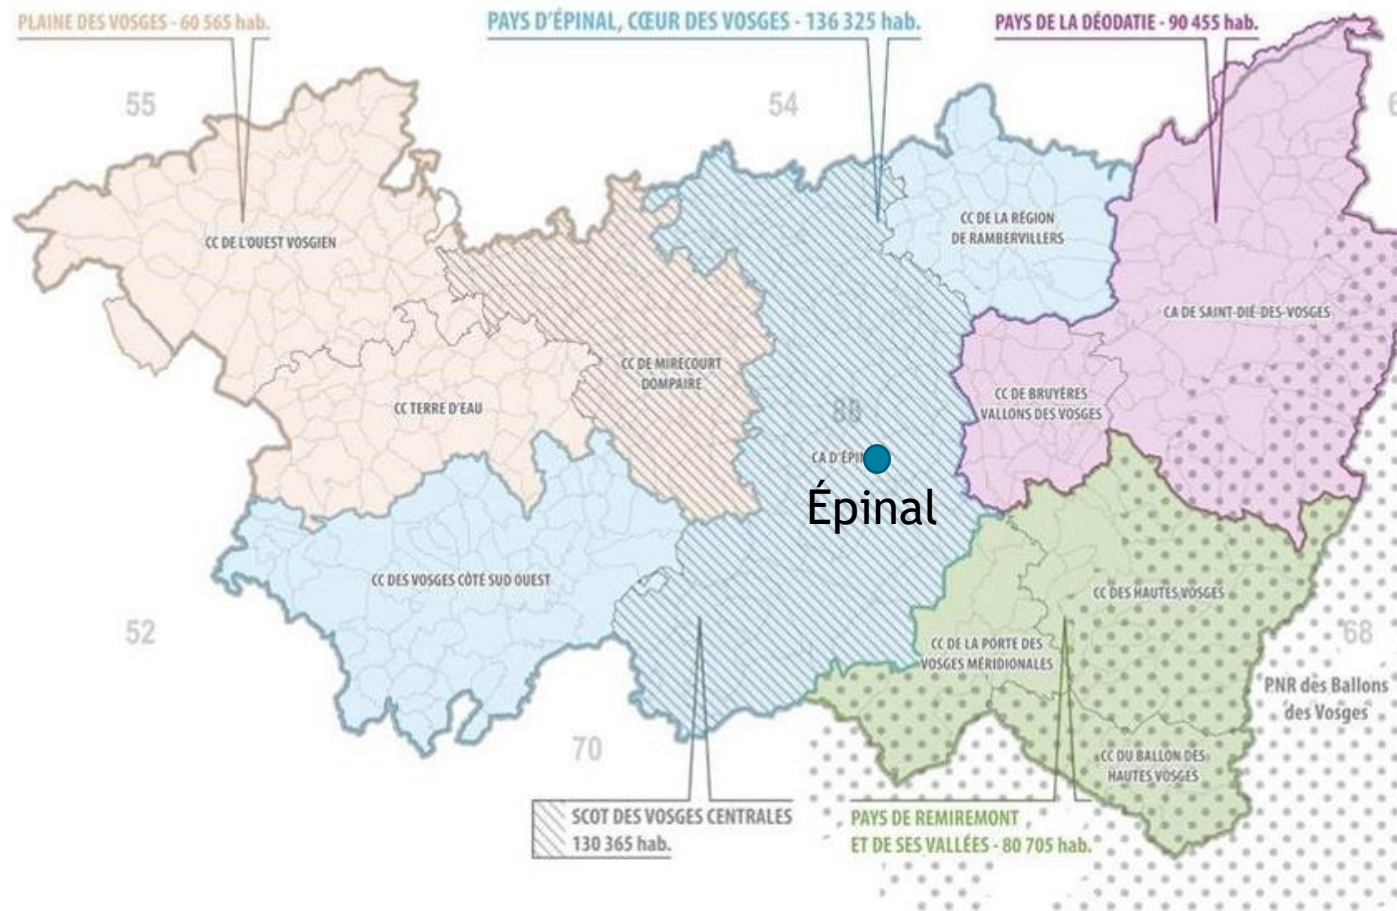 PLAINE DES VOSGES - 60 565 hab.
PAYS D'ÉPINAL, CŒUR DES VOSGES - 136 325 hab.
PAYS DE LA DÉODATIE - 90 455 hab.
55
54
CC DE L'OUEST VOSGIEN
CC DE LA RÉGION
DE RAMBERVILLERS
CA DE SAINT-DIÉ-DES-VOSGES
CC DE MIRECOURT
DOMPAIRE
CC TERRE D'EAU
CC DE BRUYÈRES
VALLONS DES VOSGES
88
CA D'ÉPIN
Épinal
CC DES VOSGES CÔTÉ SUD OUEST
CC DES HAUTES VOSGES
52
68
CC DE LA PORTE DES
VOSGES MÉRIDIONALES
PNR des Ballons
des Vosges
70
CC DU BALLON DES
HAUTES VOSGES
SCOT DES VOSGES CENTRALES
130 365 hab.
PAYS DE REMIREMONT
ET DE SES VALLÉES - 80 705 hab.